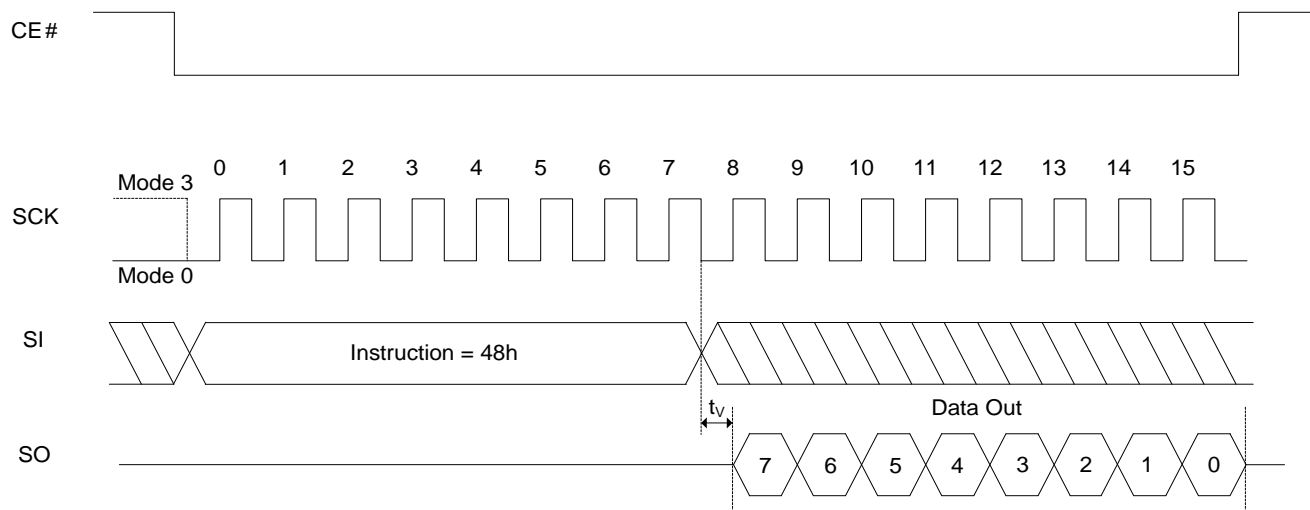 CE#
0 1 2 3 4 5 6 7 8 9 10 11 12 13 14 15
Mode 3
SCK
Mode 0
SI
Instruction = 48h
tV
Data Out
SO
7 6 5 4 3 2 1 0